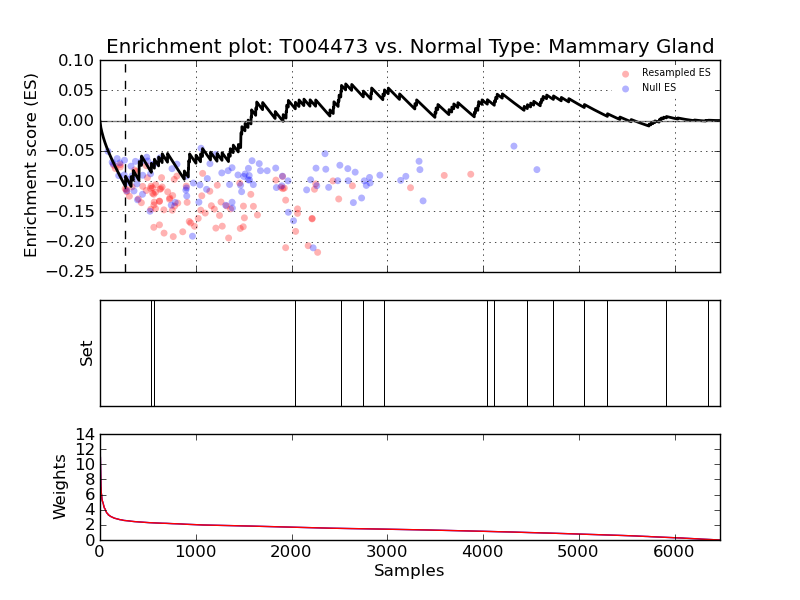 Enrichment plot: T004473 vs. Normal Type: Mammary Gland
Enrichment score (ES)
0.10
0.05
0.00
−0.05
−0.10
−0.15
−0.20
−0.25
Resampled ES
Null ES
Set
Weights
14
12
10
8
6
4
2
0
0 1000 2000 3000 4000 5000 6000
Samples